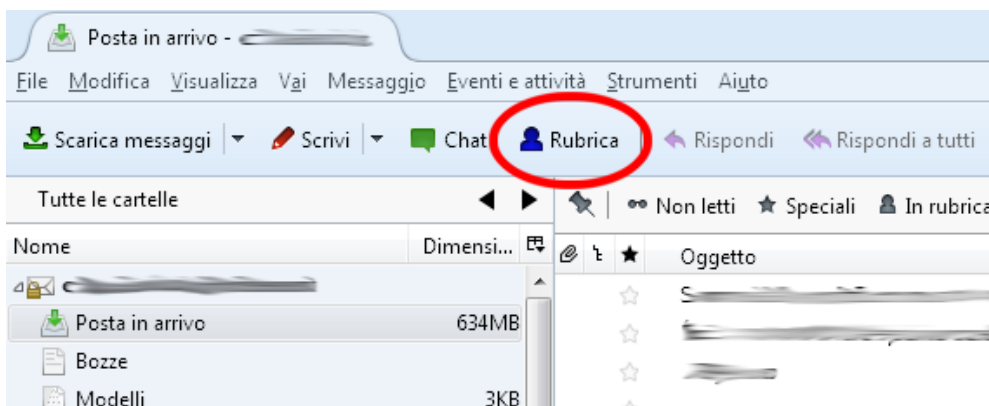 Posta in arrivo -
File Modifica Visualizza Vai Messaggio Eventi e attività Strumenti Aiuto
Scarica messaggi Scrivi Chat Rubrica Rispondi Rispondi a tutti
Tutte le cartelle
Non letti Speciali In rubrica
Nome Dimensi...
Oggetto
Posta in arrivo 634MB
Bozze
Modelli 3KB